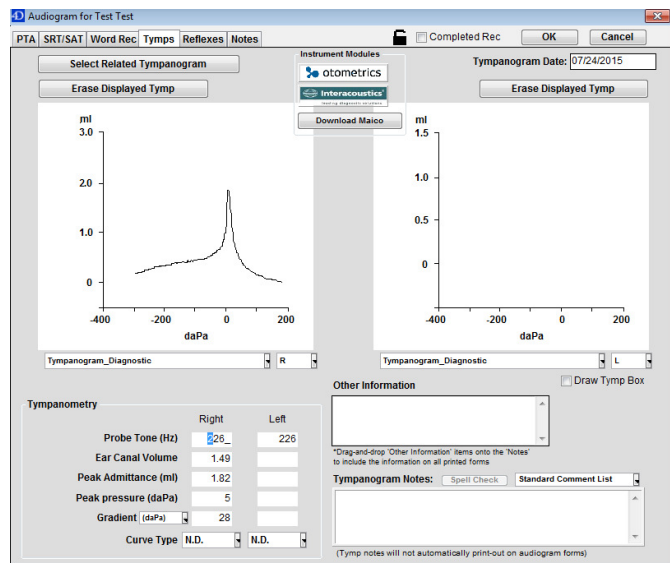 Audiogram for Test Test
PTA SRT/SAT Word Rec Tymps Reflexes Notes
Completed Rec OK Cancel
Select Related Tympanogram
Instrument Modules
Tympanogram Date: 07/24/2015
otometrics
Erase Displayed Tymp
Interacoustics
leading diagnostic solutions
Erase Displayed Tymp
Download Maico
ml
3.0
2.0
1.0
0
-400 -200 0 200
daPa
ml
1.5
1.0
0.5
0
-400 -200 0 200
daPa
Tympanogram_Diagnostic R
Tympanogram_Diagnostic L
Draw Tymp Box
Other Information
*Drag-and-drop 'Other Information' items onto the 'Notes'
to include the information on all printed forms
Tympanometry
Right Left
Probe Tone (Hz) 226_ 226
Ear Canal Volume 1.49
Peak Admittance (ml) 1.82
Peak pressure (daPa) 5
Gradient (daPa) 28
Curve Type N.D. N.D.
Tympanogram Notes: Spell Check Standard Comment List
(Tymp notes will not automatically print-out on audiogram forms)